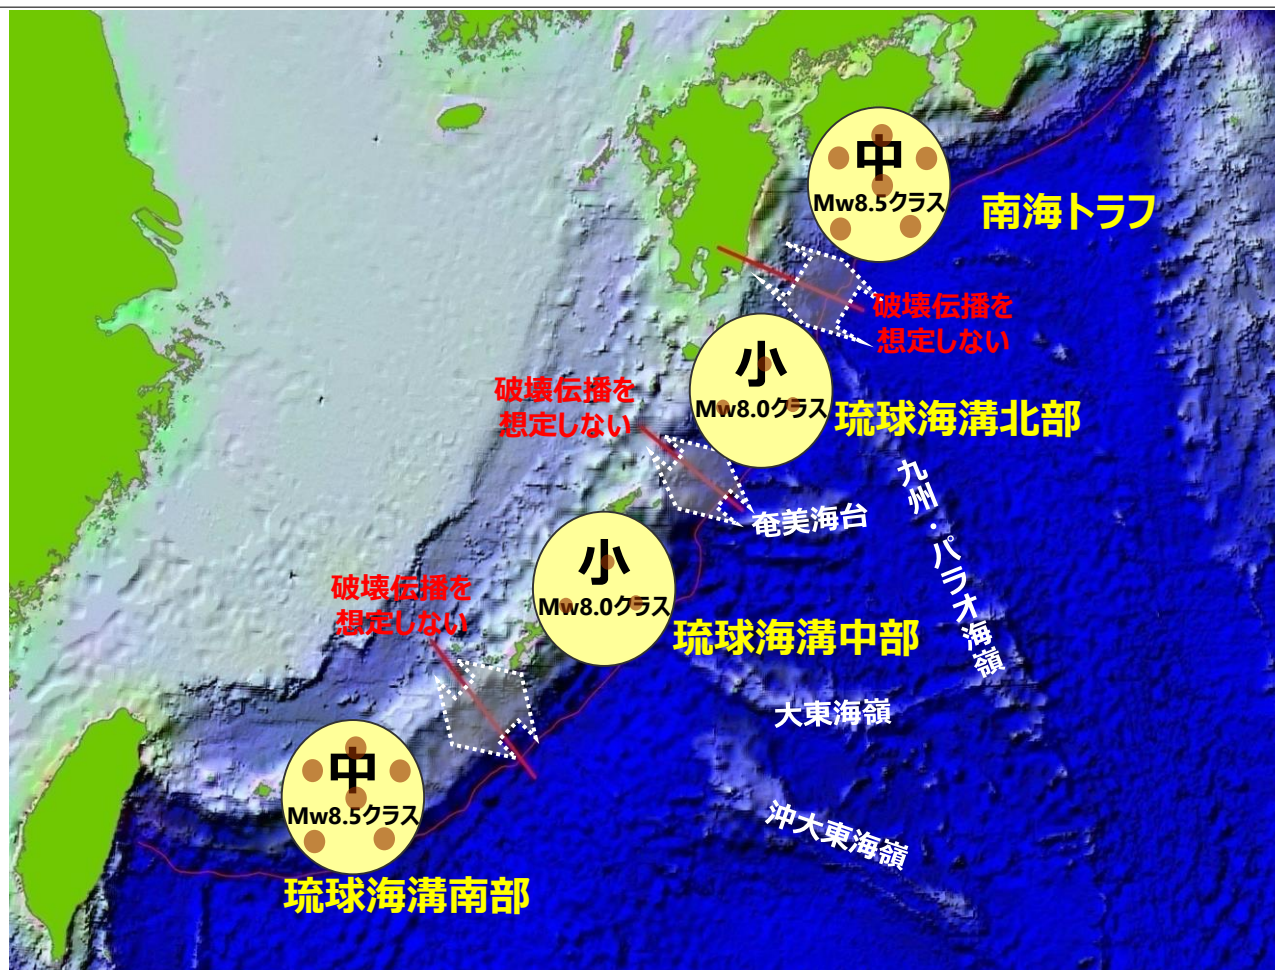 中
Mw8.5クラス
南海トラフ
破壊伝播を
想定しない
小
Mw8.0クラス
琉球海溝北部
破壊伝播を
想定しない
九州・パラオ海嶺
奄美海台
小
Mw8.0クラス
琉球海溝中部
破壊伝播を
想定しない
大東海嶺
中
Mw8.5クラス
沖大東海嶺
琉球海溝南部